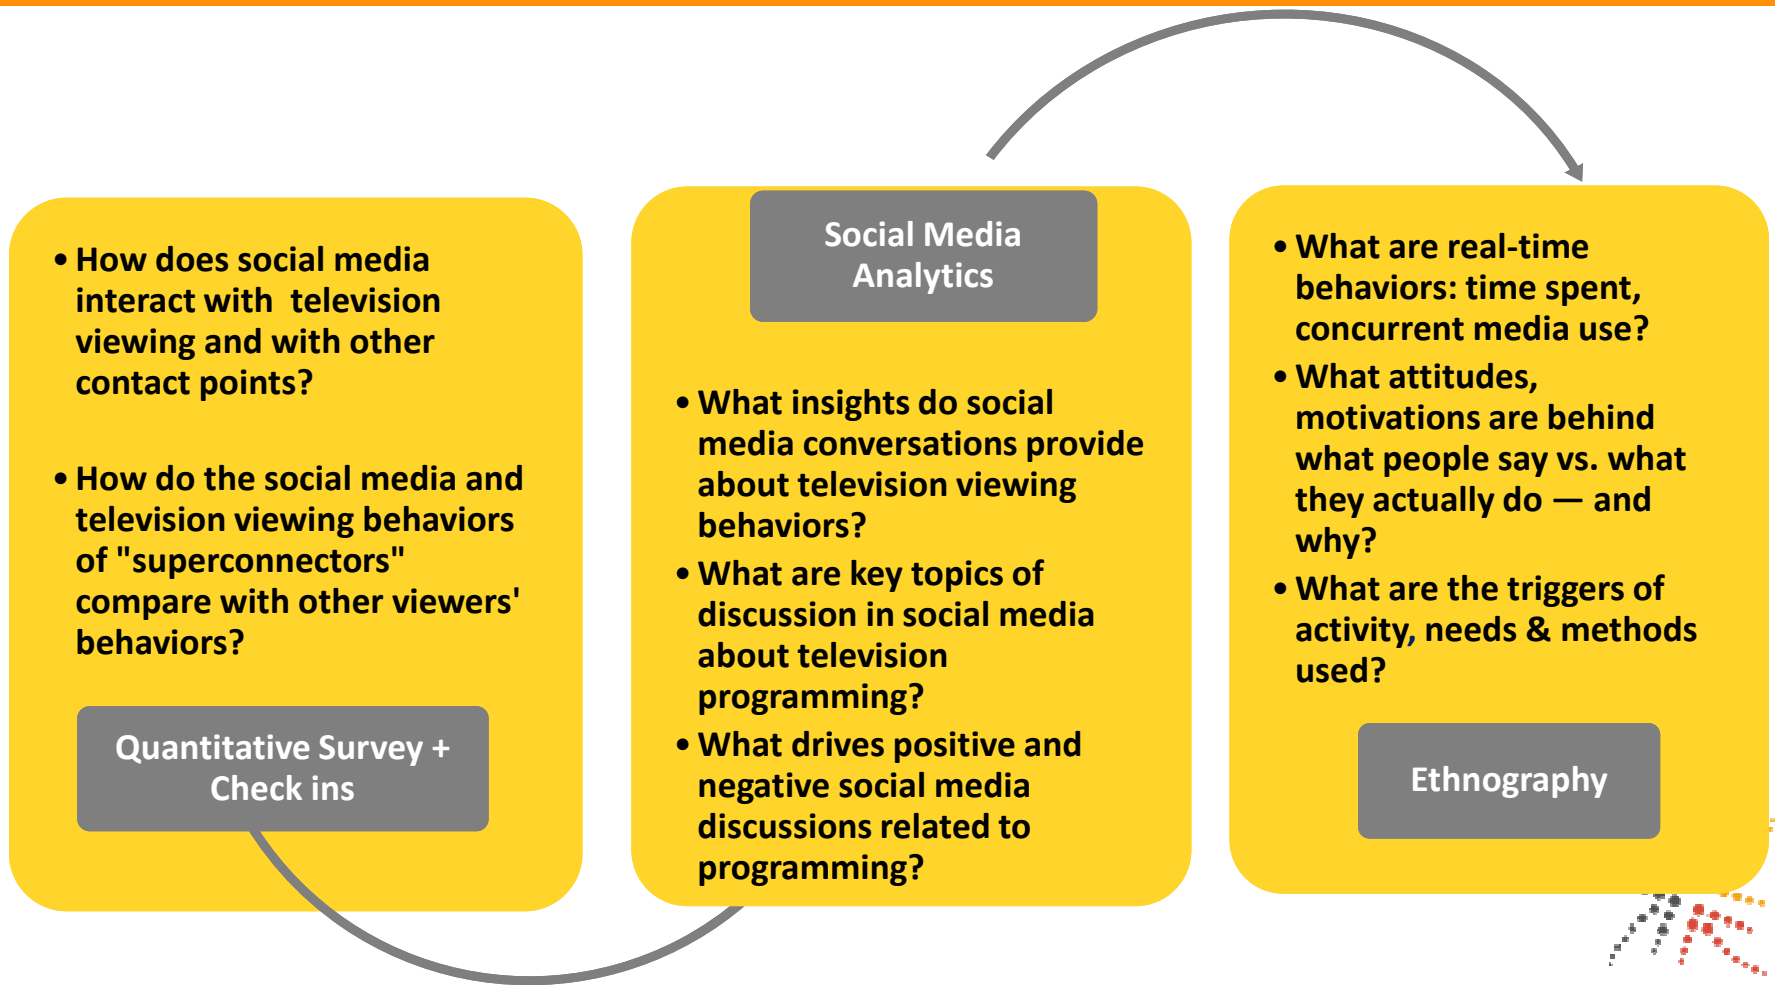 • How does social media
interact with  television
viewing and with other
contact points?
• How do the social media and
television viewing behaviors
of "superconnectors"
compare with other viewers'
behaviors?
Quantitative Survey +
Check ins
Social Media
Analytics
• What insights do social
media conversations provide
about television viewing
behaviors?
• What are key topics of
discussion in social media
about television
programming?
• What drives positive and
negative social media
discussions related to
programming?
• What are real-time
behaviors: time spent,
concurrent media use?
• What attitudes,
motivations are behind
what people say vs. what
they actually do — and
why?
• What are the triggers of
activity, needs & methods
used?
Ethnography